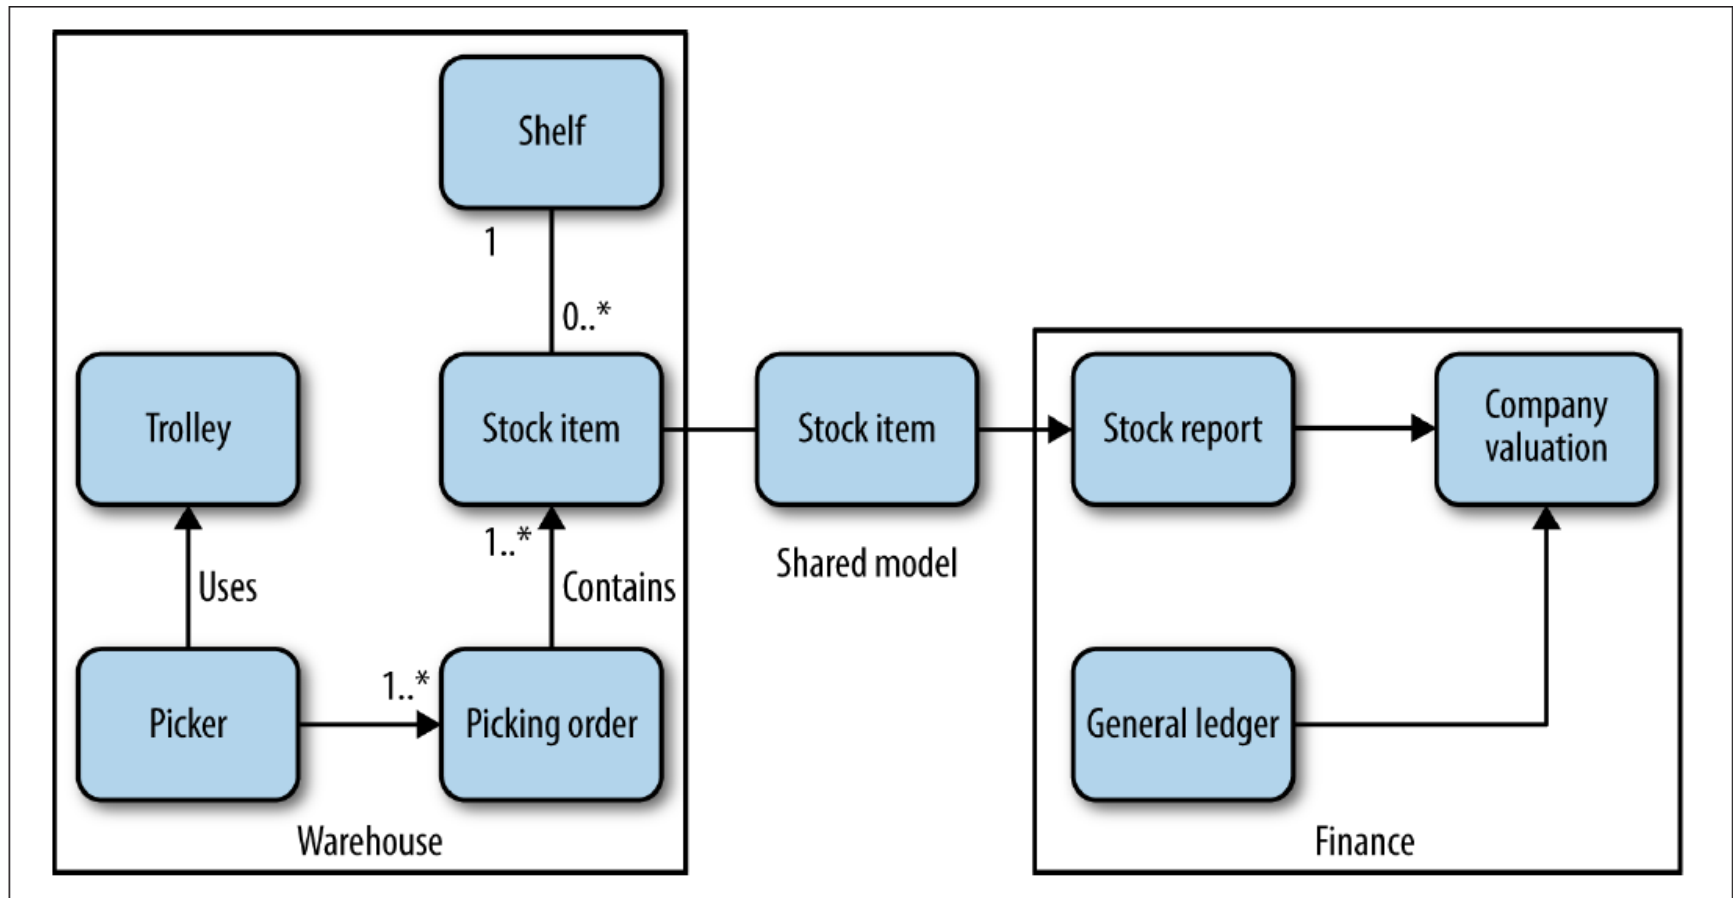 Shelf
1
0..*
Trolley
Stock item
Stock item
Stock report
Company
valuation
1..*
Uses
Contains
Shared model
1..*
Picker
Picking order
General ledger
Warehouse
Finance